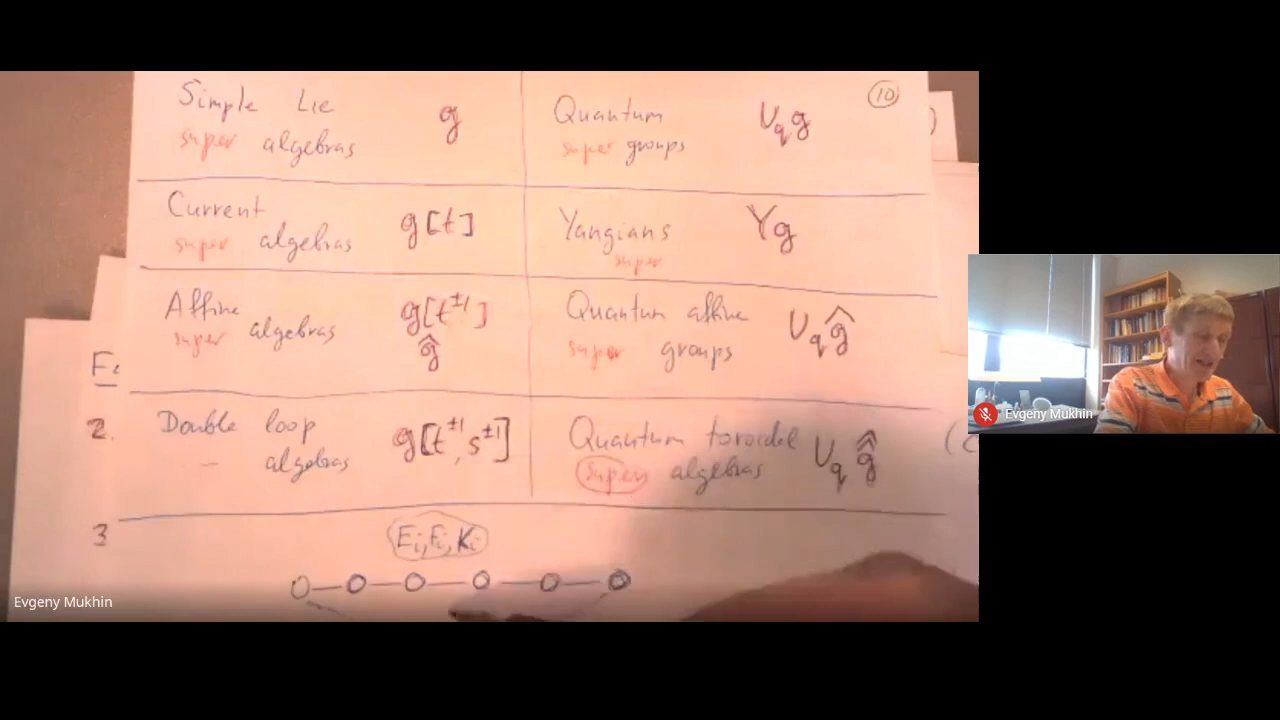 Simple Lie
super algebras
g
Quantum
super groups
U_q g
10
Current
super algebras
g[t]
Yangians
super
Yg
Affine
super algebras
g[t^±1]
ĝ
Quantum affine
super groups
U_q ĝ
2.
Double loop
algebras
g[t^±1, s^±1]
Quantum toroidal
super algebras
U_q g^^
3
E_i, F_i, K_i
Evgeny Mukhin
Evgeny Mukhin